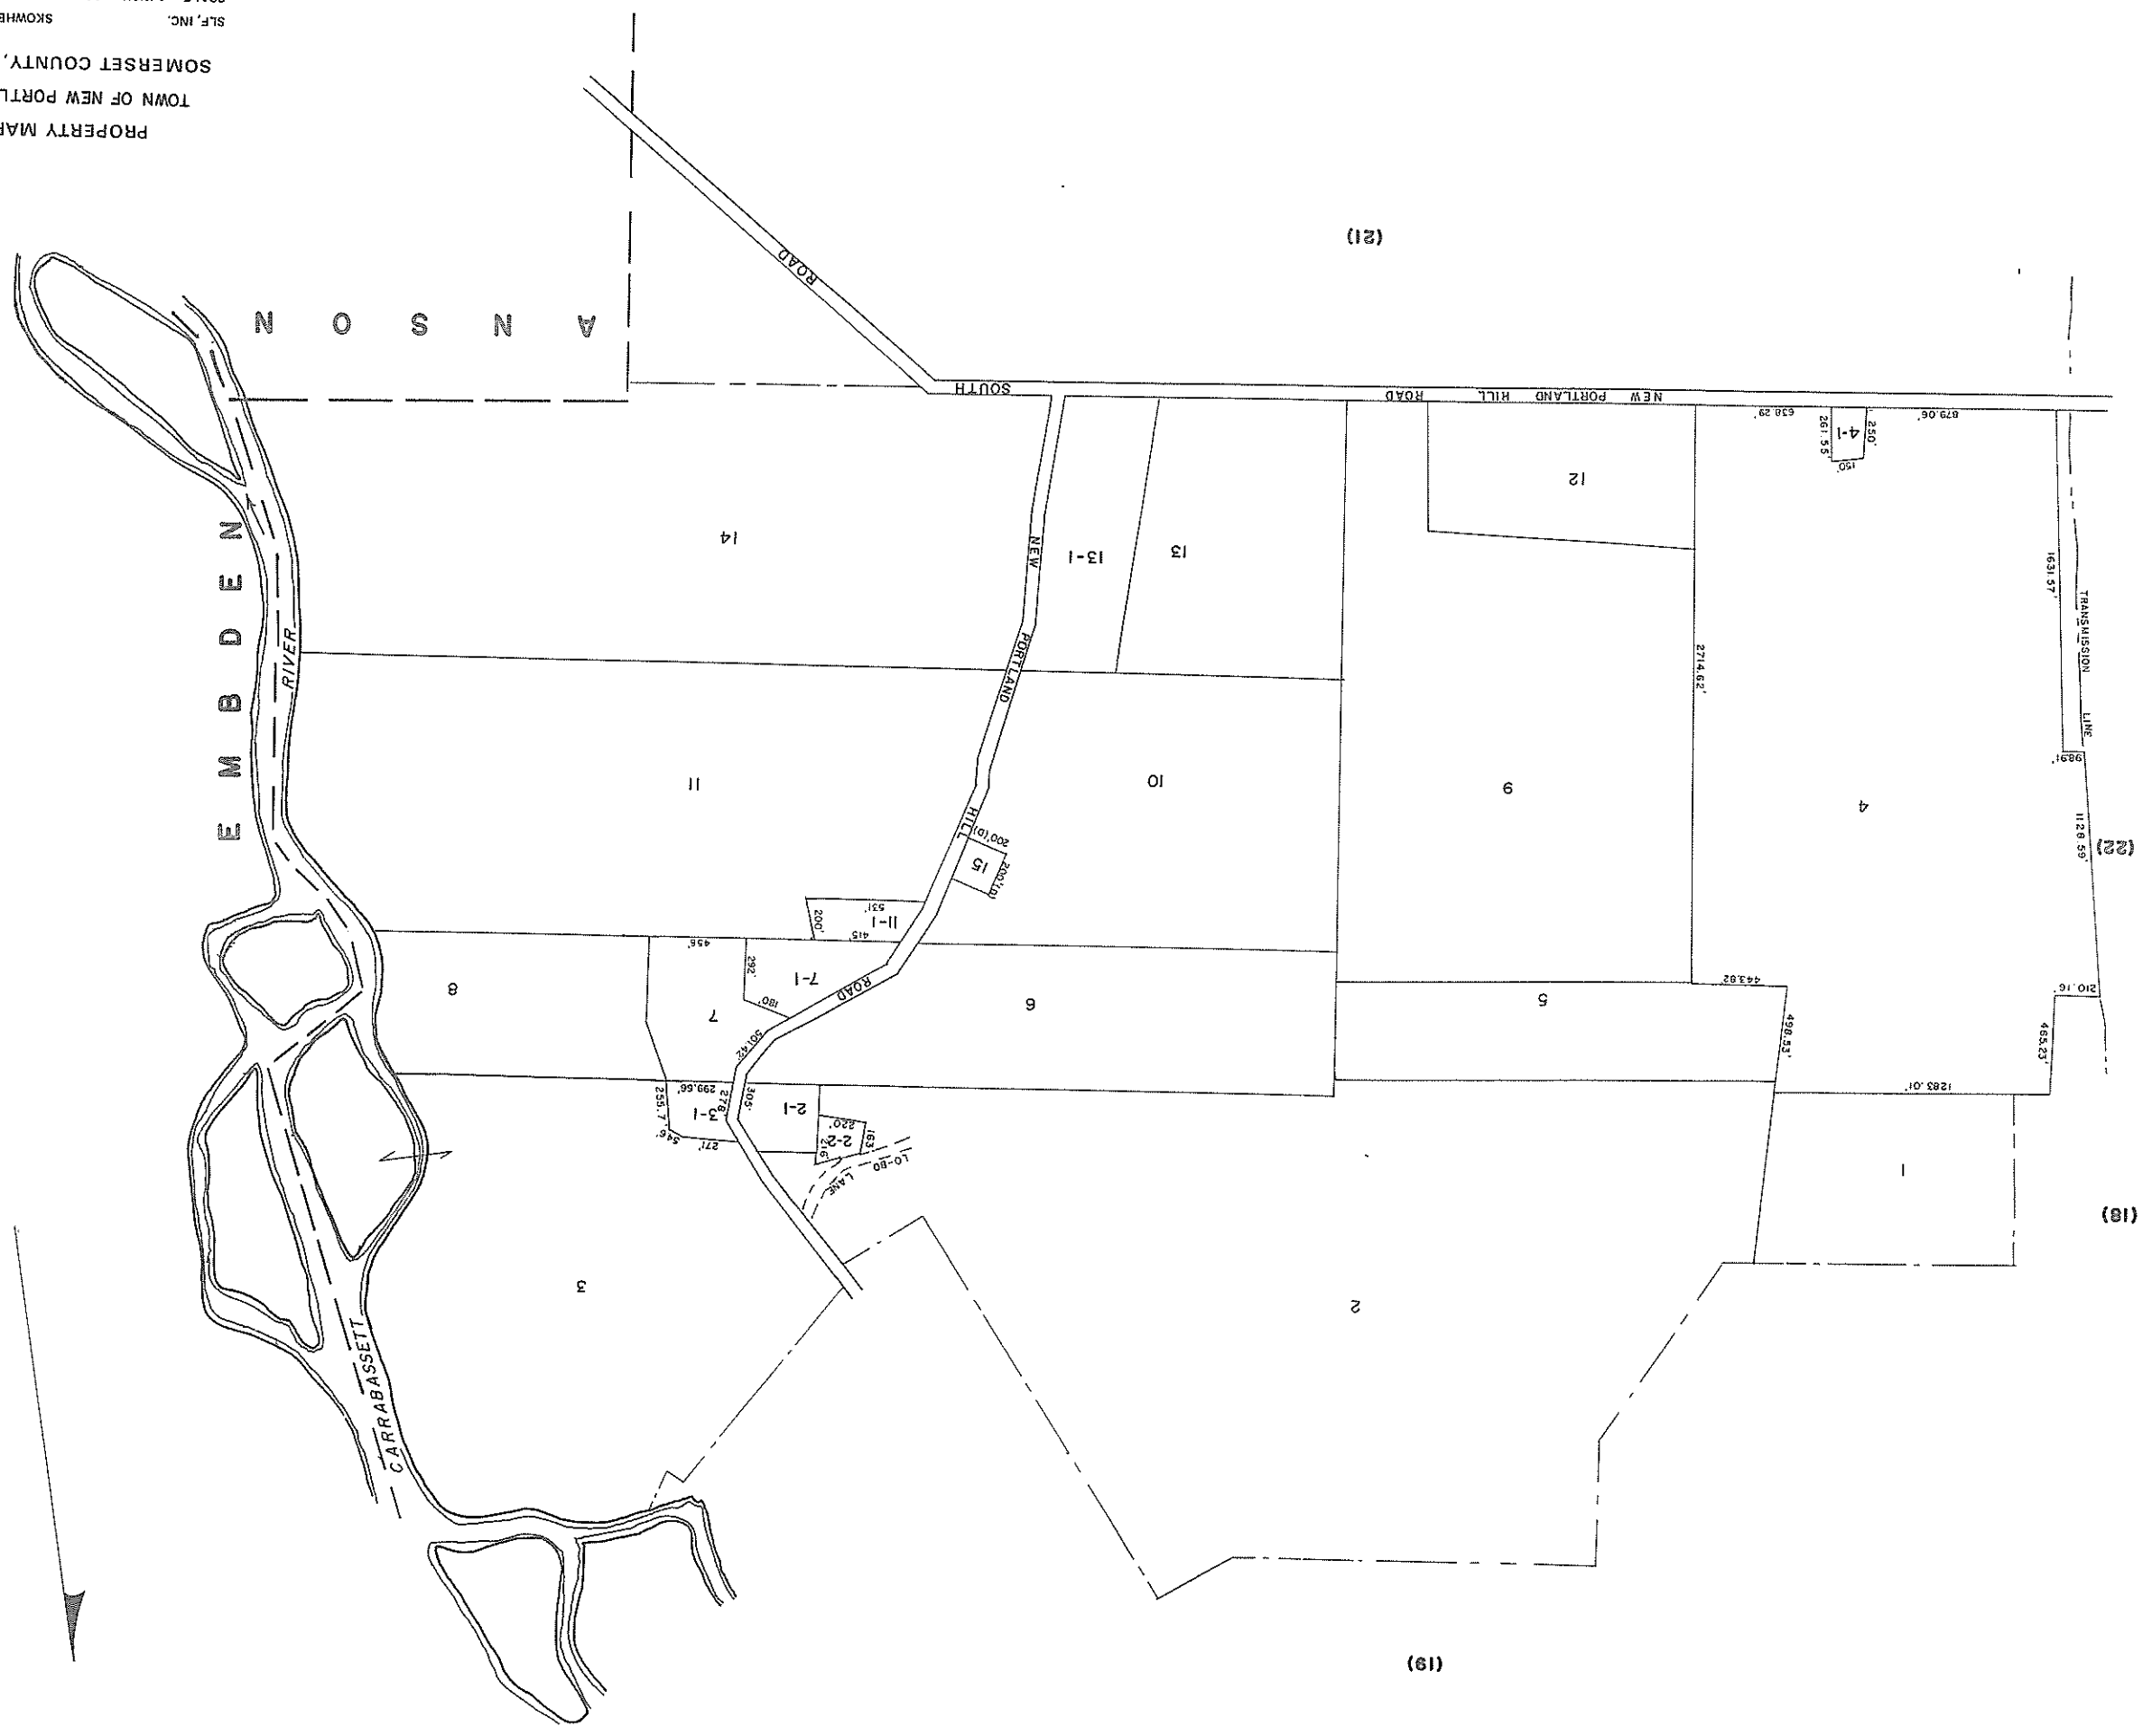 (19)
(18)
(22)
(21)
CARRABASSETT
RIVER
EMBDEN
ANSON
1
2
3
LO-BO
LANE
2-2
163'
216'
220'
2-1
305'
3-1
278'
271'
546'
255.7'
299.66'
1283.01'
465.23'
210.16'
498.53'
443.82'
5
6
7
501.42'
7-1
180'
292'
456'
8
ROAD
11-1
415'
200'
531'
15
200'(D)
200'(D)
HILL
4
1126.59'
98.91'
TRANSMISSION LINE
1631.57'
2714.62'
9
10
11
PORTLAND
NEW
12
13
13-1
14
4-1
150'
250'
261.55'
879.06'
638.29'
NEW PORTLAND HILL ROAD
SOUTH
ROAD
PROPERTY MAP
TOWN OF NEW PORTL
SOMERSET COUNTY,
SLF, INC. SKOWHE